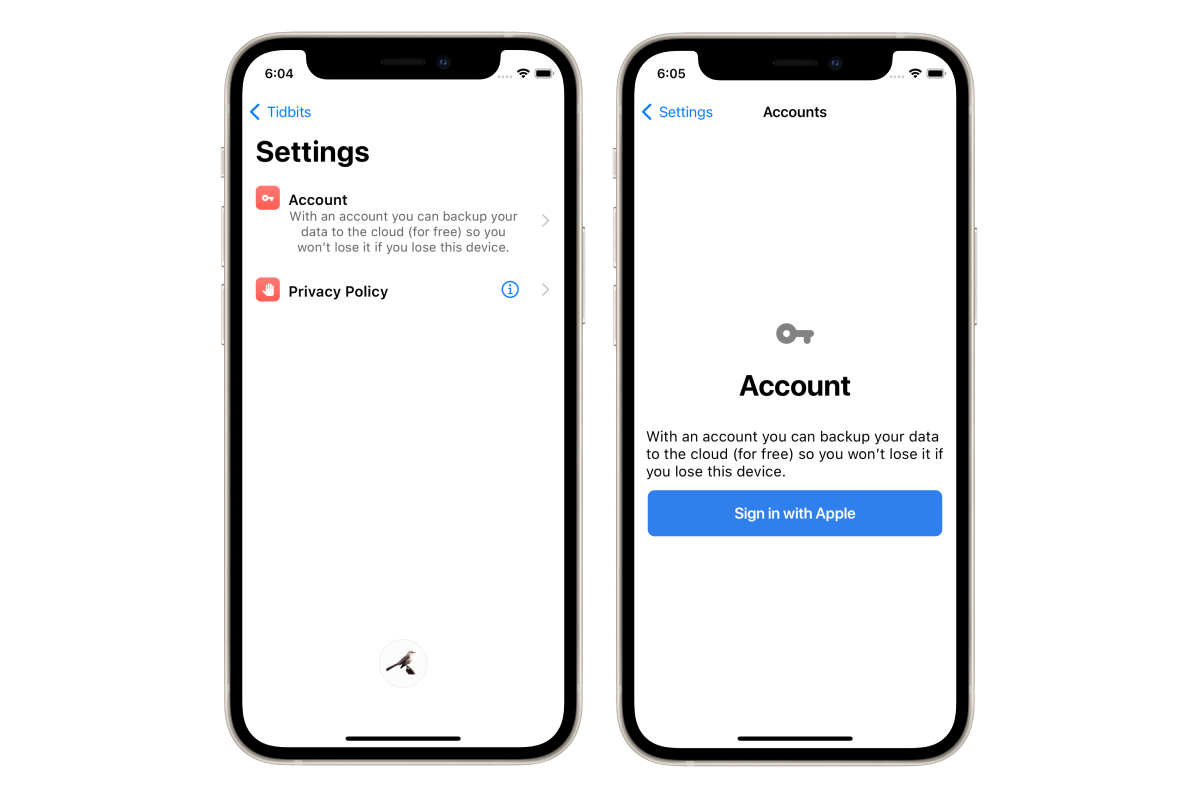 6:04
Tidbits
Settings
Account
With an account you can backup your
data to the cloud (for free) so you
won’t lose it if you lose this device.
Privacy Policy
6:05
Settings
Accounts
Account
With an account you can backup your data
to the cloud (for free) so you won’t lose it if
you lose this device.
Sign in with Apple